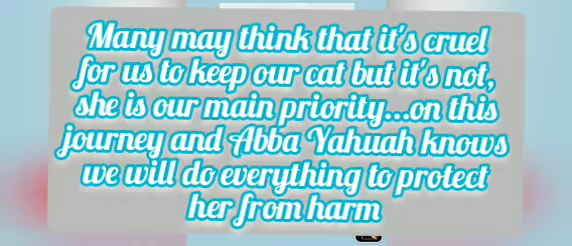 Many may think that it's cruel
for us to keep our cat but it's not,
she is our main priority...on this
journey and Abba Yahuah knows
we will do everything to protect
her from harm